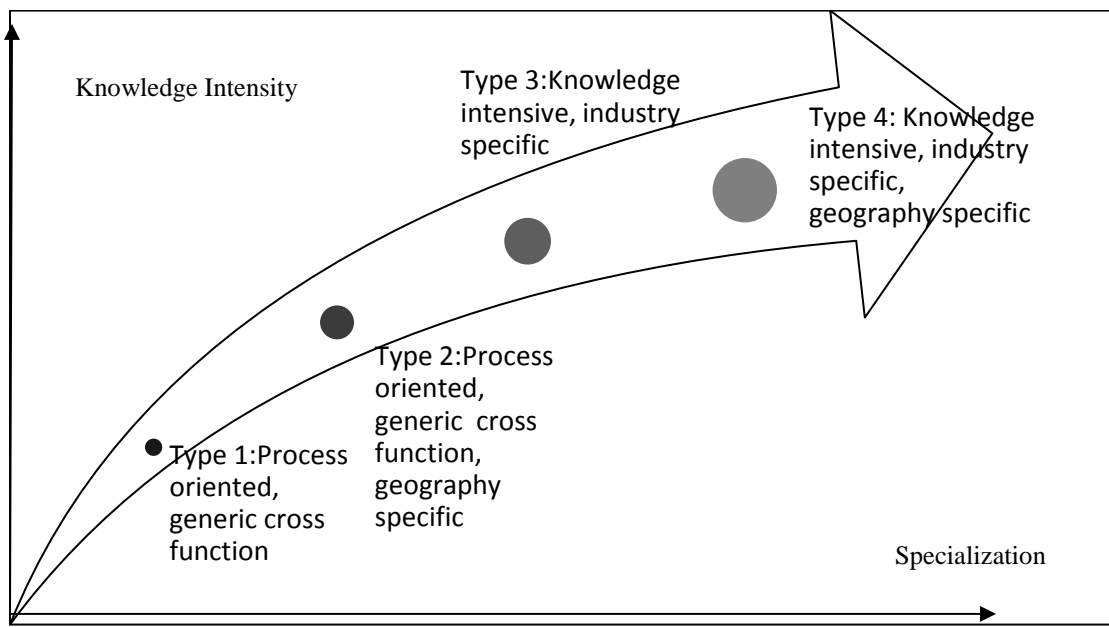 Knowledge Intensity
Type 3:Knowledge
intensive, industry
specific
Type 4: Knowledge
intensive, industry
specific,
geography specific
Type 2:Process
oriented,
generic cross
function,
geography
specific
Type 1:Process
oriented,
generic cross
function
Specialization